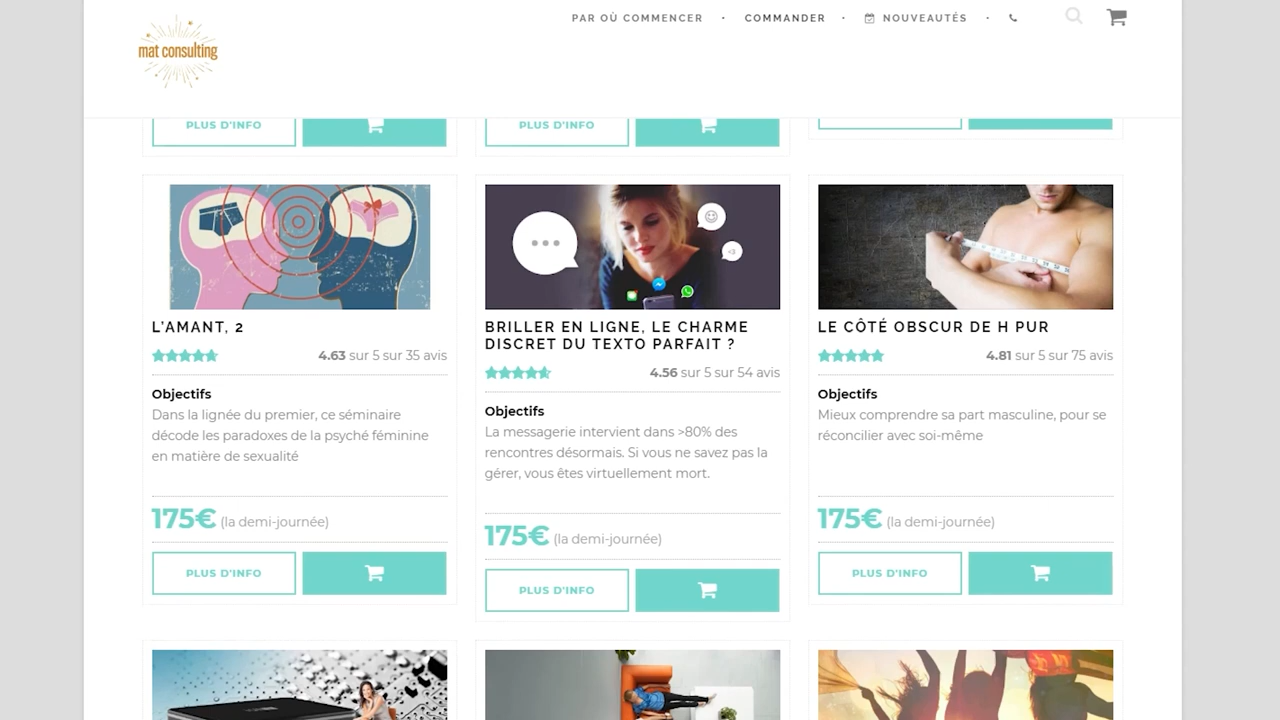 mat consulting
PAR OÙ COMMENCER • COMMANDER • NOUVEAUTÉS •
PLUS D'INFO
PLUS D'INFO
L'AMANT, 2
4.63 sur 5 sur 35 avis
Objectifs
Dans la lignée du premier, ce séminaire
décode les paradoxes de la psyché féminine
en matière de sexualité
175€ (la demi-journée)
PLUS D'INFO
BRILLER EN LIGNE, LE CHARME
DISCRET DU TEXTO PARFAIT ?
4.56 sur 5 sur 54 avis
Objectifs
La messagerie intervient dans >80% des
rencontres désormais. Si vous ne savez pas la
gérer, vous êtes virtuellement mort.
175€ (la demi-journée)
PLUS D'INFO
LE CÔTÉ OBSCUR DE H PUR
4.81 sur 5 sur 75 avis
Objectifs
Mieux comprendre sa part masculine, pour se
réconcilier avec soi-même
175€ (la demi-journée)
PLUS D'INFO